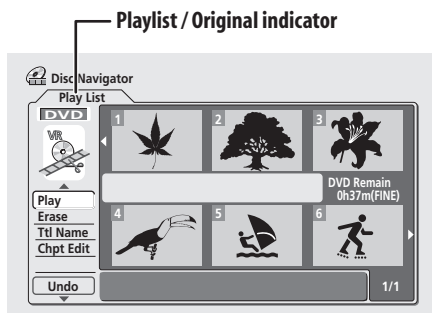 Playlist / Original indicator
Disc Navigator
Play List
DVD
VR
1
2
3
Play
Erase
Ttl Name
Chpt Edit
DVD Remain
0h37m(FINE)
4
5
6
Undo
1/1